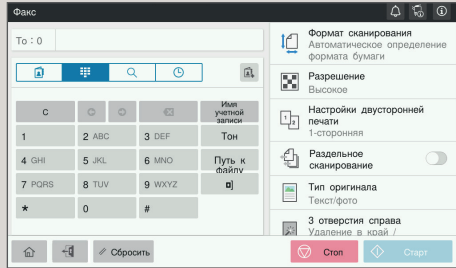 Факс
To : 0
C
Имя
учетной
записи
1
2 ABC
3 DEF
Тон
4 GHI
5 JKL
6 MNO
Путь к
файлу
7 PQRS
8 TUV
9 WXYZ
*
0
#
Формат сканирования
Автоматическое определение
формата бумаги
Разрешение
Высокое
Настройки двусторонней
печати
1-сторонняя
Раздельное
сканирование
Тип оригинала
Текст/фото
3 отверстия справа
Удаление в край /
Сбросить
Стоп
Старт